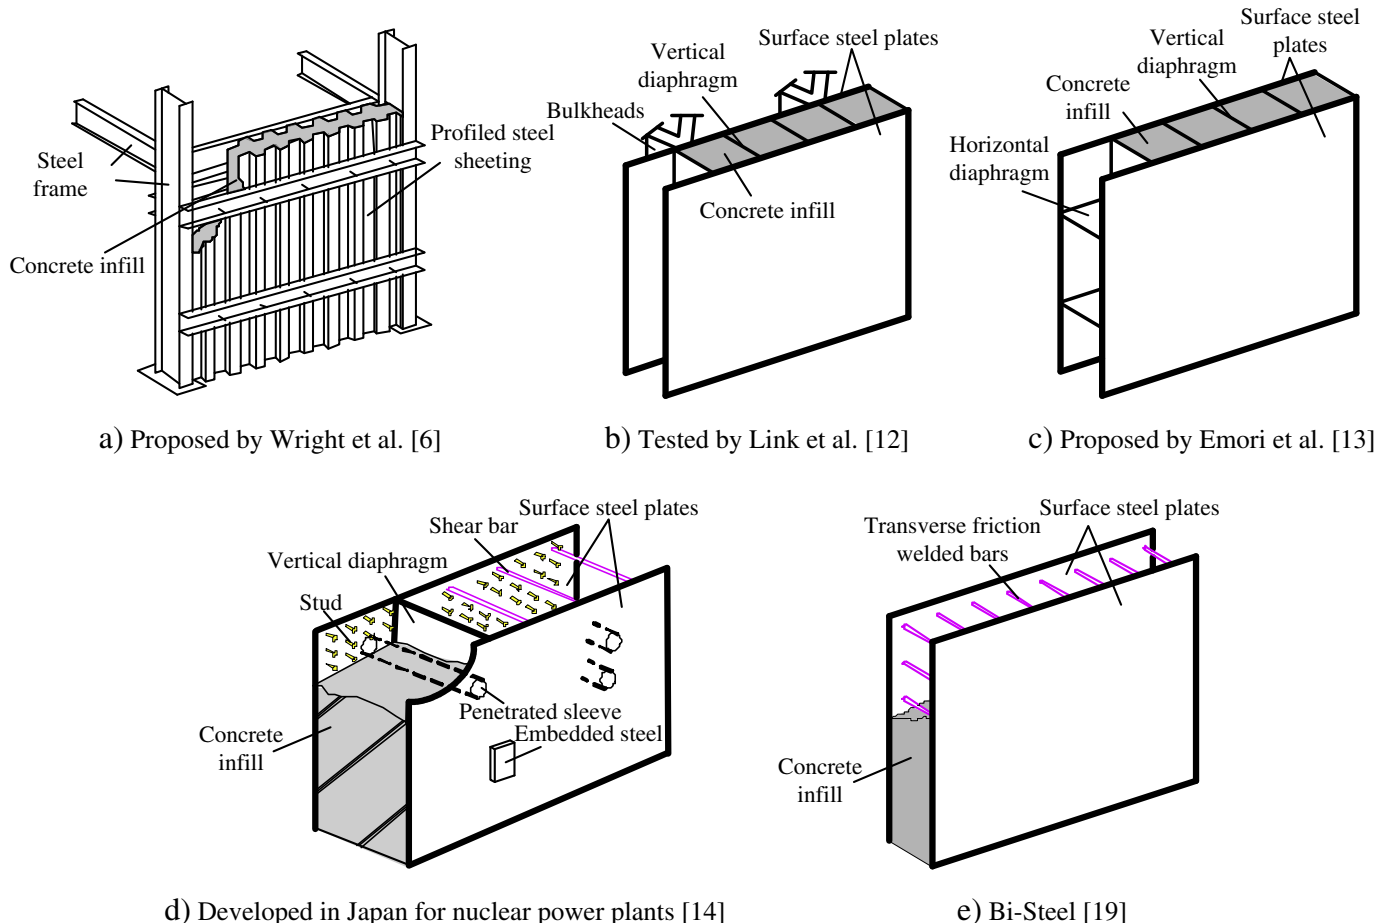 Steel
frame
Concrete infill
Profiled steel
sheeting
a) Proposed by Wright et al. [6]
Surface steel plates
Vertical
diaphragm
Bulkheads
Concrete infill
b) Tested by Link et al. [12]
Surface steel
plates
Vertical
diaphragm
Concrete
infill
Horizontal
diaphragm
c) Proposed by Emori et al. [13]
Surface steel plates
Shear bar
Vertical diaphragm
Stud
Penetrated sleeve
Embedded steel
Concrete
infill
d) Developed in Japan for nuclear power plants [14]
Surface steel plates
Transverse friction
welded bars
Concrete
infill
e) Bi-Steel [19]